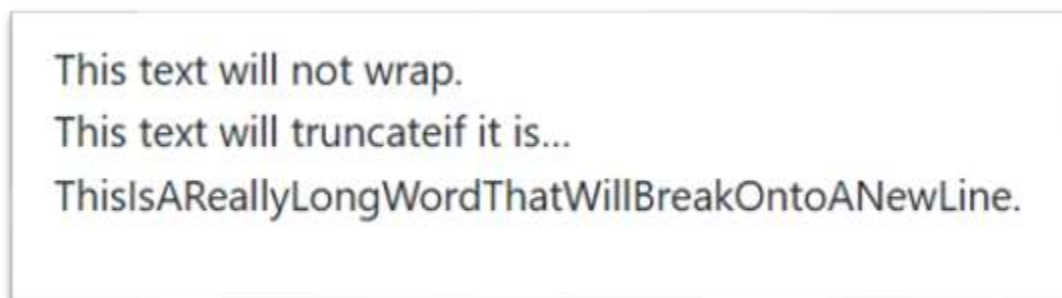 This text will not wrap.
This text will truncateif it is...
ThisIsAReallyLongWordThatWillBreakOntoANewLine.